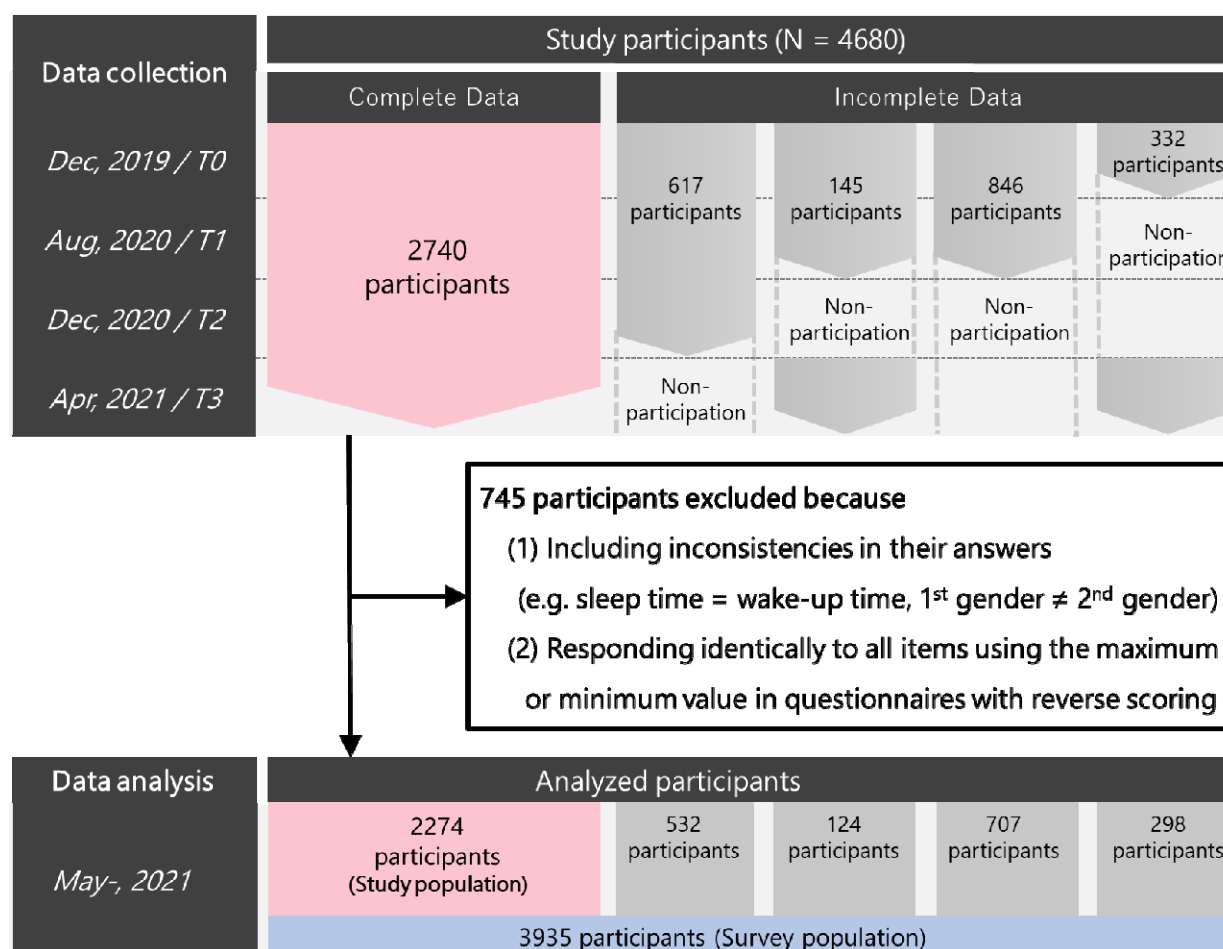 Study participants (N = 4680)
Data collection
Complete Data
Incomplete Data
Dec, 2019 / T0
Aug, 2020 / T1
Dec, 2020 / T2
Apr, 2021 / T3
2740
participants
617
participants
Non-
participation
145
participants
Non-
participation
846
participants
Non-
participation
332
participants
Non-
participation
745 participants excluded because
(1) Including inconsistencies in their answers
(e.g. sleep time = wake-up time, 1st gender ≠ 2nd gender)
(2) Responding identically to all items using the maximum
or minimum value in questionnaires with reverse scoring
Data analysis
Analyzed participants
May-, 2021
2274
participants
(Study population)
532
participants
124
participants
707
participants
298
participants
3935 participants (Survey population)